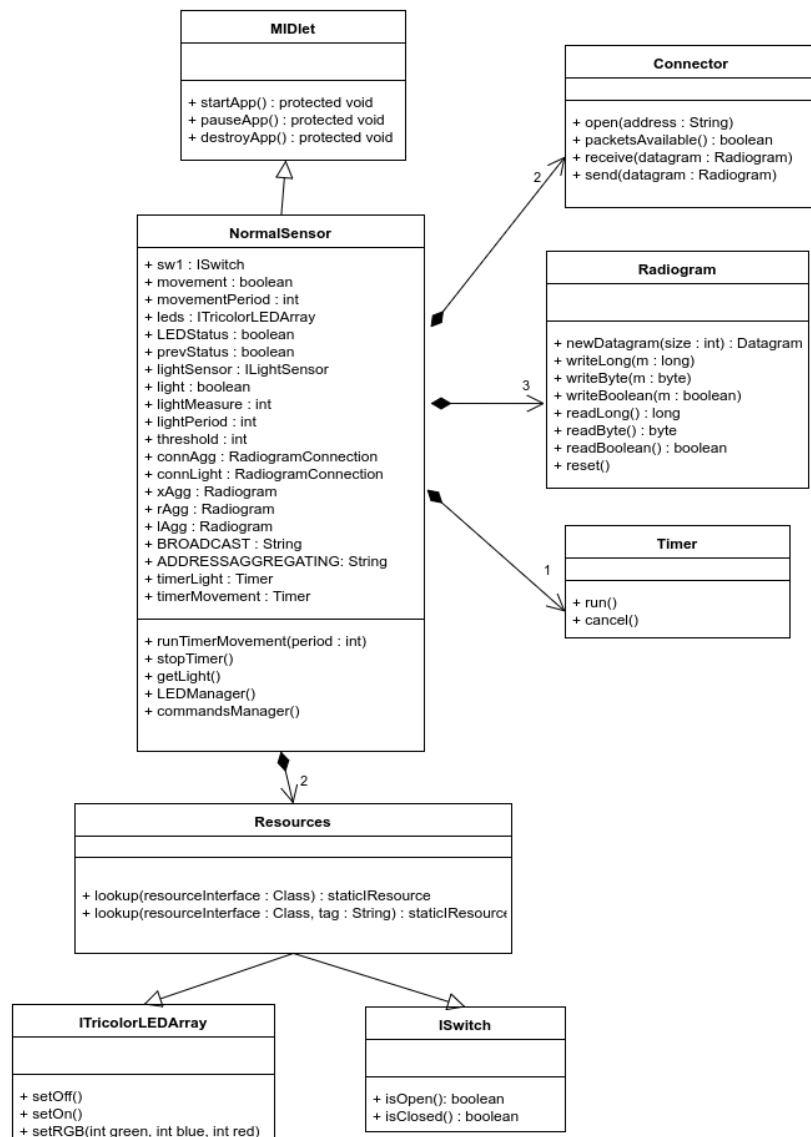 MIDlet
+ startApp() : protected void
+ pauseApp() : protected void
+ destroyApp() : protected void
Connector
+ open(address : String)
+ packetsAvailable() : boolean
+ receive(datagram : Radiogram)
+ send(datagram : Radiogram)
2
NormalSensor
+ sw1 : ISwitch
+ movement : boolean
+ movementPeriod : int
+ leds : ITricolorLEDArray
+ LEDStatus : boolean
+ prevStatus : boolean
+ lightSensor : ILightSensor
+ light : boolean
+ lightMeasure : int
+ lightPeriod : int
+ threshold : int
+ connAgg : RadiogramConnection
+ connLight : RadiogramConnection
+ xAgg : Radiogram
+ rAgg : Radiogram
+ lAgg : Radiogram
+ BROADCAST : String
+ ADDRESSAGGREGATING: String
+ timerLight : Timer
+ timerMovement : Timer
+ runTimerMovement(period : int)
+ stopTimer()
+ getLight()
+ LEDManager()
+ commandsManager()
Radiogram
+ newDatagram(size : int) : Datagram
+ writeLong(m : long)
+ writeByte(m : byte)
+ writeBoolean(m : boolean)
+ readLong() : long
+ readByte() : byte
+ readBoolean() : boolean
+ reset()
3
Timer
+ run()
+ cancel()
1
2
Resources
+ lookup(resourceInterface : Class) : staticIResource
+ lookup(resourceInterface : Class, tag : String) : staticIResource
ITricolorLEDArray
+ setOff()
+ setOn()
+ setRGB(int green, int blue, int red)
ISwitch
+ isOpen(): boolean
+ isClosed() : boolean